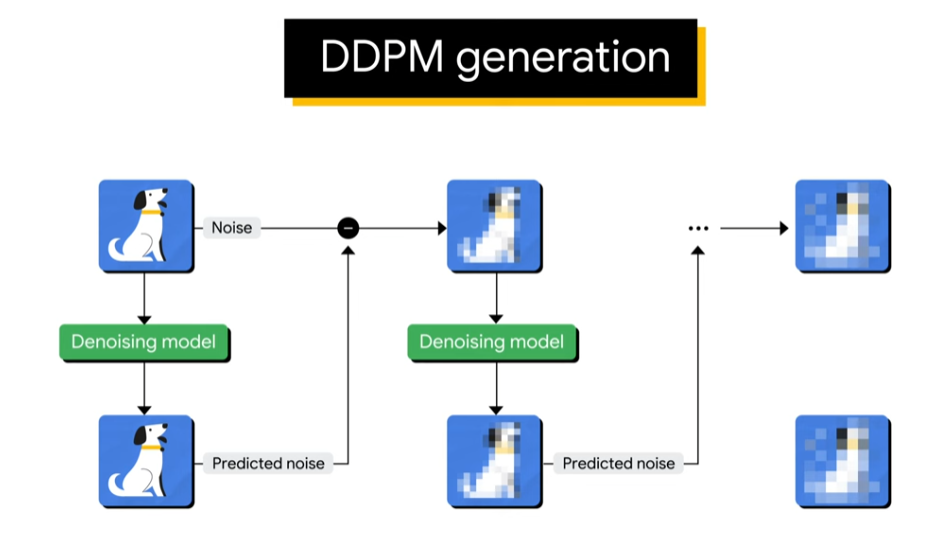 DDPM generation
Noise
Denoising model
Denoising model
Predicted noise
Predicted noise